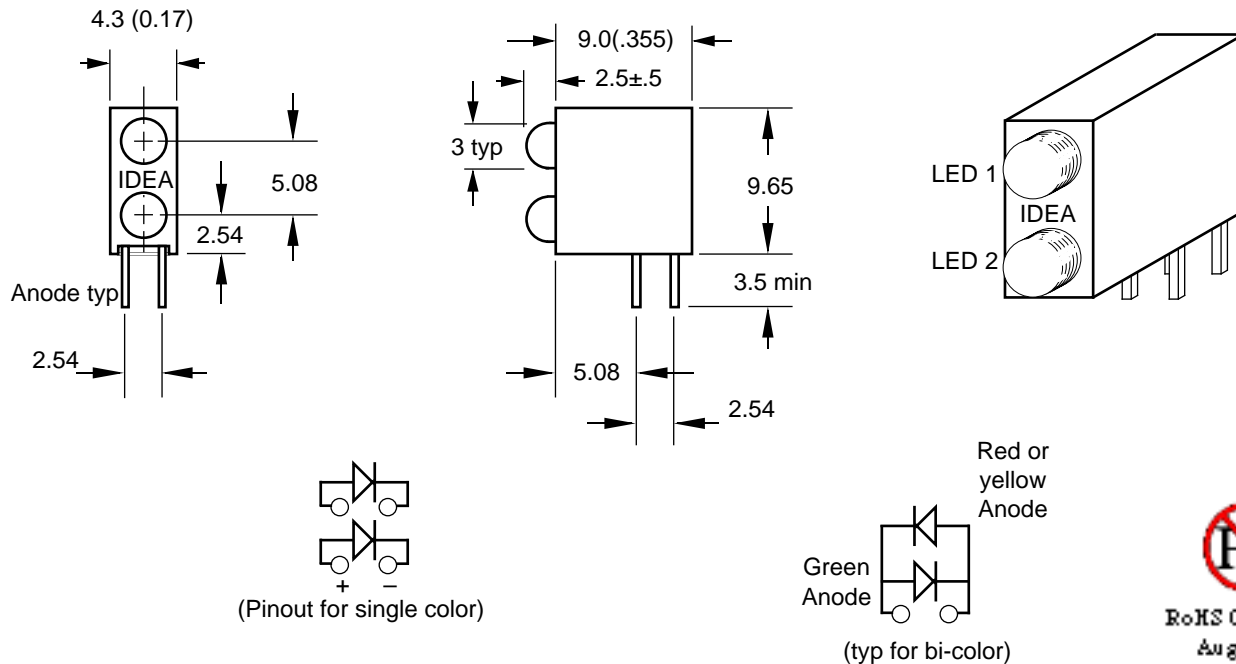 4.3 (0.17)
9.0(.355)
2.5±.5
3 typ
IDEA
5.08
9.65
LED 1
IDEA
2.54
LED 2
3.5 min
Anode typ
2.54
5.08
2.54
Red or
yellow
Anode
Green
Anode
+ –
(Pinout for single color)
(typ for bi-color)
RoHS
Aug